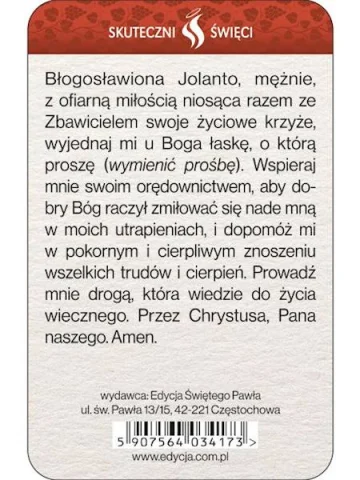 SKUTECZNI ŚWIĘCI
Błogosławiona Jolanto, mężnie,
z ofiarną miłością niosąca razem ze
Zbawicielem swoje życiowe krzyże,
wyjednaj mi u Boga łaskę, o którą
proszę (wymienić prośbę). Wspieraj
mnie swoim orędownictwem, aby do-
bry Bóg raczył zmiłować się nade mną
w moich utrapieniach, i dopomóż mi
w pokornym i cierpliwym znoszeniu
wszelkich trudów i cierpień. Prowadź
mnie drogą, która wiedzie do życia
wiecznego. Przez Chrystusa, Pana
naszego. Amen.
wydawca: Edycja Świętego Pawła
ul. św. Pawła 13/15, 42-221 Częstochowa
5 907564 034173 >
www.edycja.com.pl